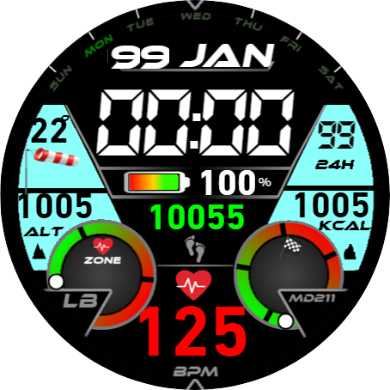 SUN MON TUE WED THU FRI SAT
99 JAN
00:00
22°
99
24H
100%
1005
ALT
10055
1005
KCAL
ZONE
LB
MD211
125
BPM